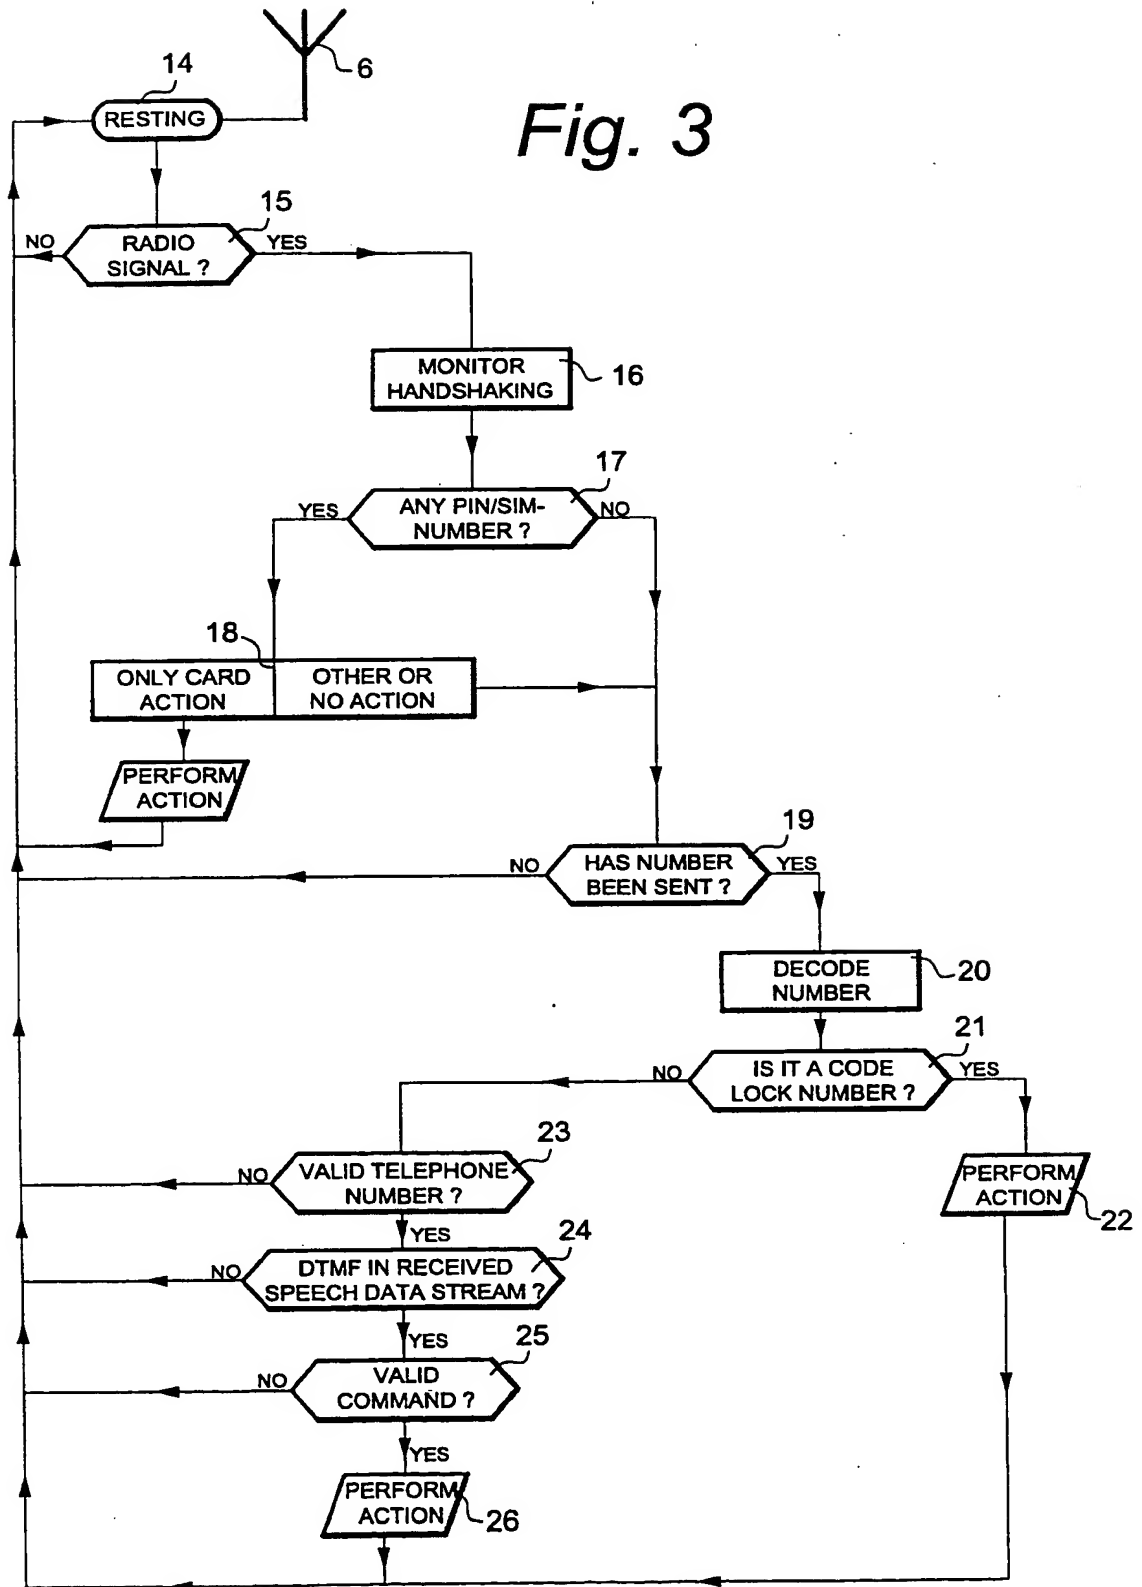 6
14
RESTING
Fig. 3
15
NO
RADIO
SIGNAL ?
YES
MONITOR
HANDSHAKING
16
17
YES
ANY PIN/SIM-
NUMBER ?
NO
18
ONLY CARD
ACTION
OTHER OR
NO ACTION
PERFORM
ACTION
19
NO
HAS NUMBER
BEEN SENT ?
YES
DECODE
NUMBER
20
21
NO
IS IT A CODE
LOCK NUMBER ?
YES
23
NO
VALID TELEPHONE
NUMBER ?
PERFORM
ACTION
22
YES
24
NO
DTMF IN RECEIVED
SPEECH DATA STREAM ?
YES
25
NO
VALID
COMMAND ?
YES
PERFORM
ACTION
26